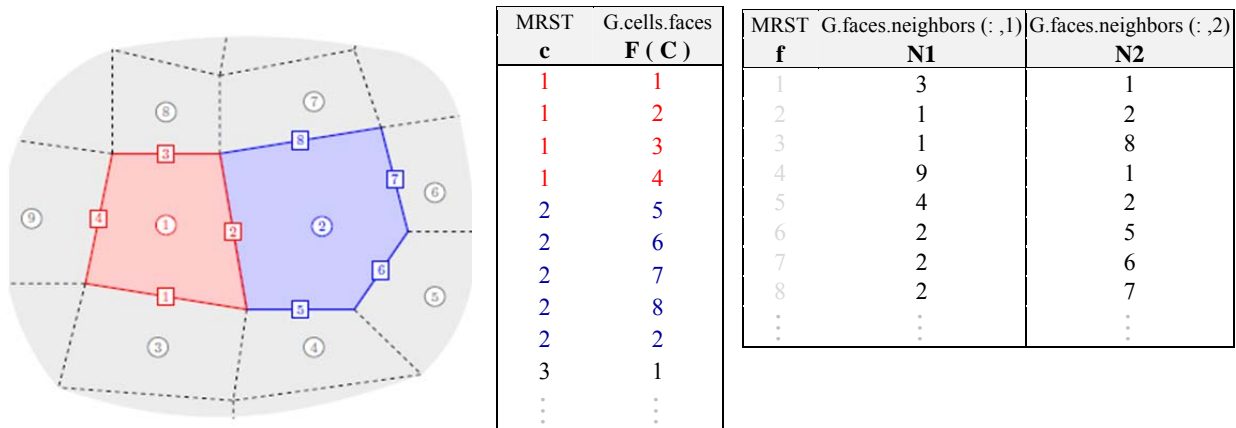 8
7
3
8
7
6
9
4
1
2
2
6
1
5
5
3
4
MRST G.cells.faces
c F ( C )
1 1
1 2
1 3
1 4
2 5
2 6
2 7
2 8
2 2
3 1
⋮ ⋮
MRST G.faces.neighbors (: ,1) G.faces.neighbors (: ,2)
f N1 N2
1 3 1
2 1 2
3 1 8
4 9 1
5 4 2
6 2 5
7 2 6
8 2 7
⋮ ⋮ ⋮